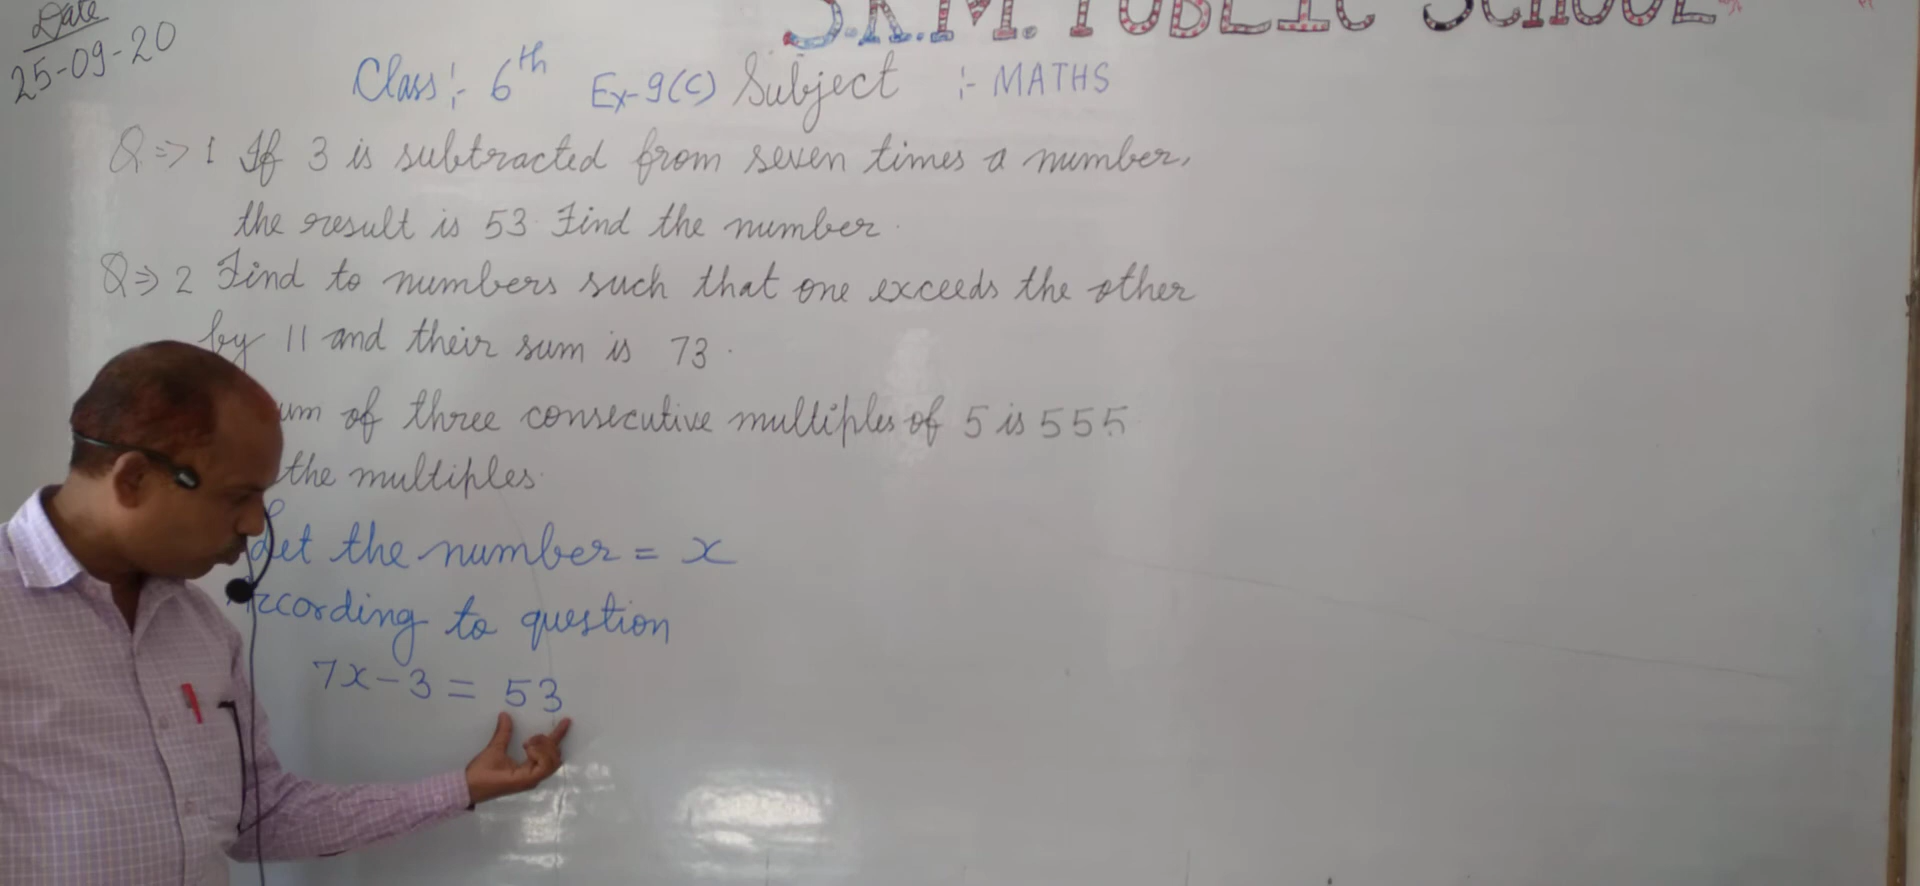 Date
25-09-20
S.R.M. PUBLIC SCHOOL
Class:- 6th Ex-9(C) Subject :- MATHS
Q⇒1 If 3 is subtracted from seven times a number,
the result is 53. Find the number.
Q⇒2 Find to numbers such that one exceeds the other
by 11 and their sum is 73.
of three consecutive multiples of 5 is 555
the multiples.
Let the number = x
According to question
7x-3 = 53